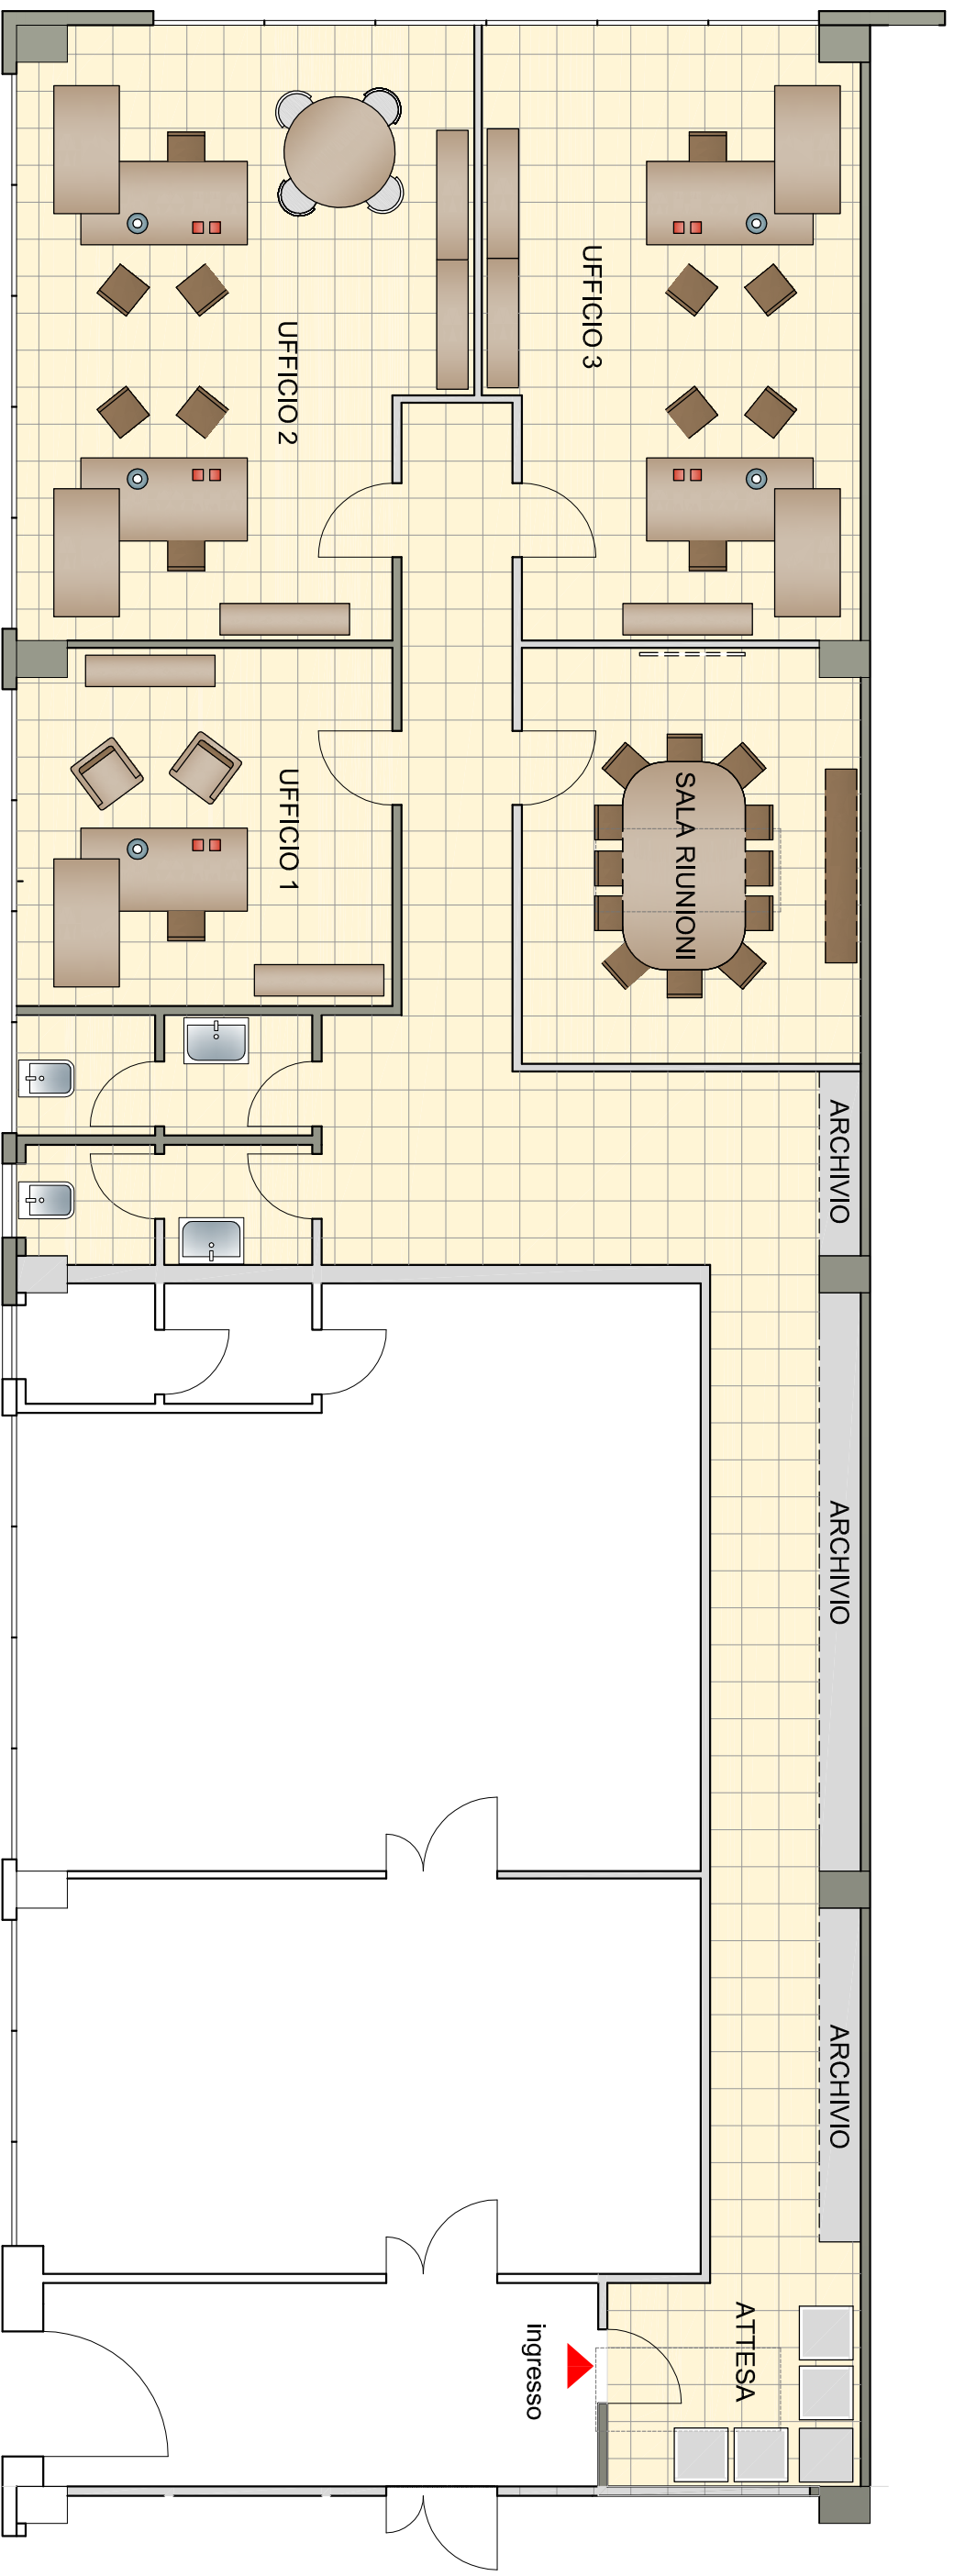 UFFICIO 3
UFFICIO 2
SALA RIUNIONI
UFFICIO 1
ARCHIVIO
ARCHIVIO
ARCHIVIO
ATTESA
ingresso